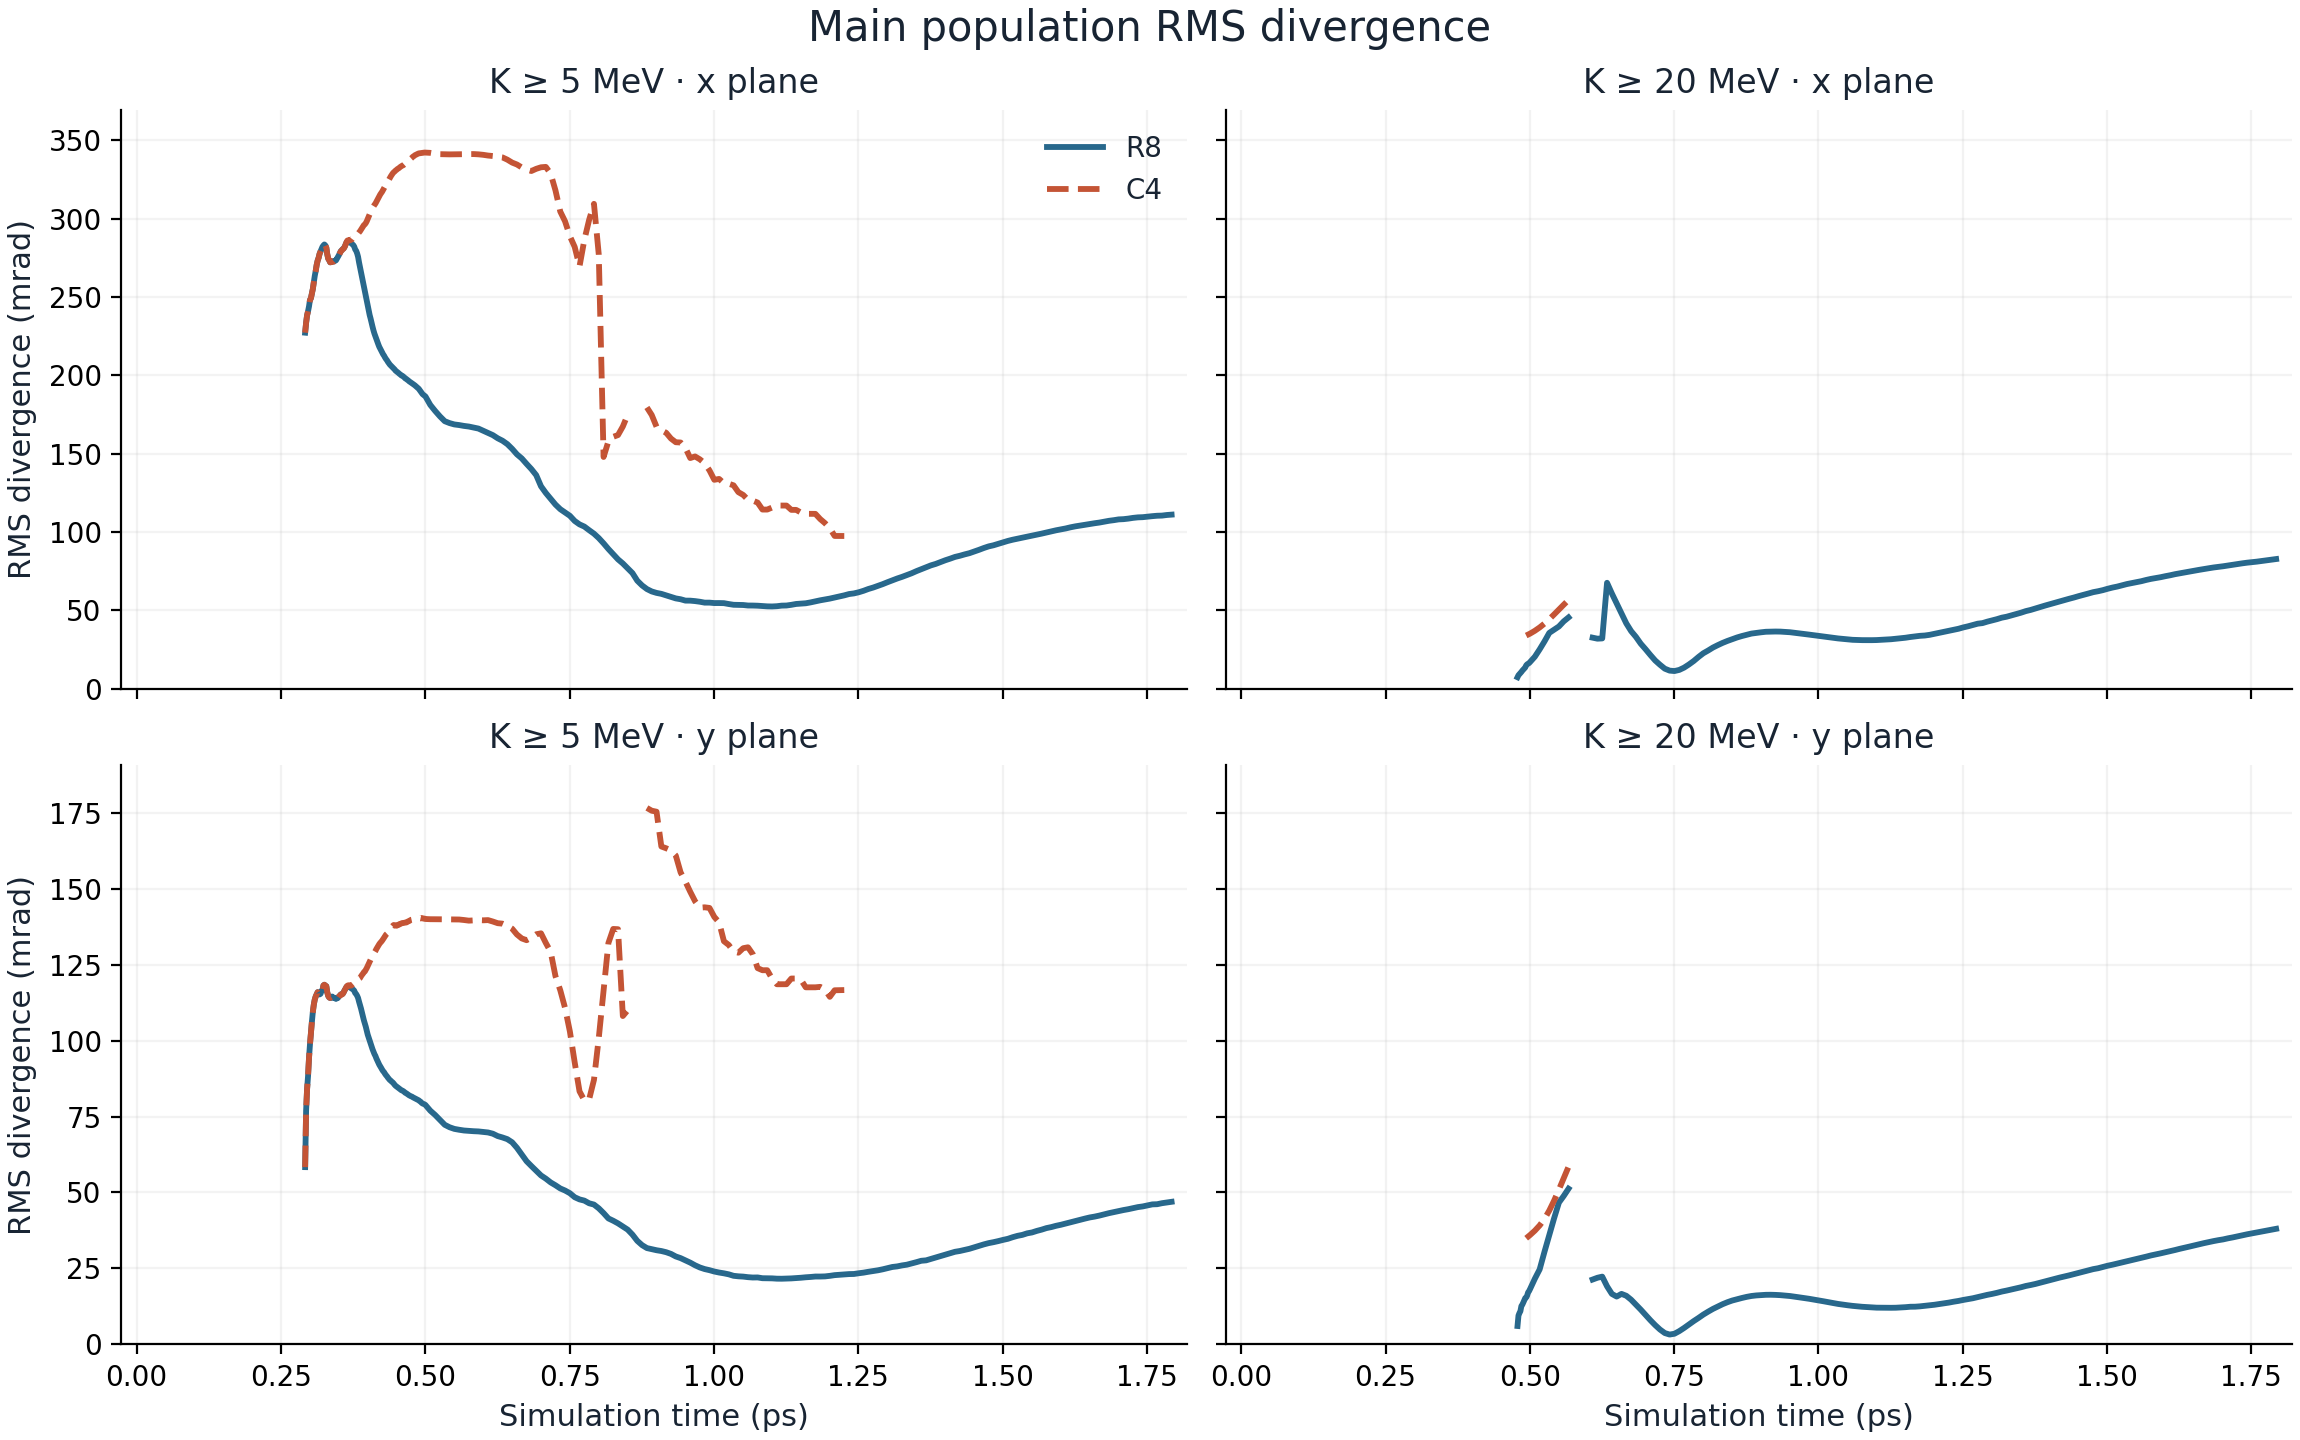 Main population RMS divergence
K ≥ 5 MeV · x plane
K ≥ 20 MeV · x plane
RMS divergence (mrad)
350
300
250
200
150
100
50
0
R8
C4
K ≥ 5 MeV · y plane
K ≥ 20 MeV · y plane
RMS divergence (mrad)
175
150
125
100
75
50
25
0
0.00 0.25 0.50 0.75 1.00 1.25 1.50 1.75
0.00 0.25 0.50 0.75 1.00 1.25 1.50 1.75
Simulation time (ps)
Simulation time (ps)